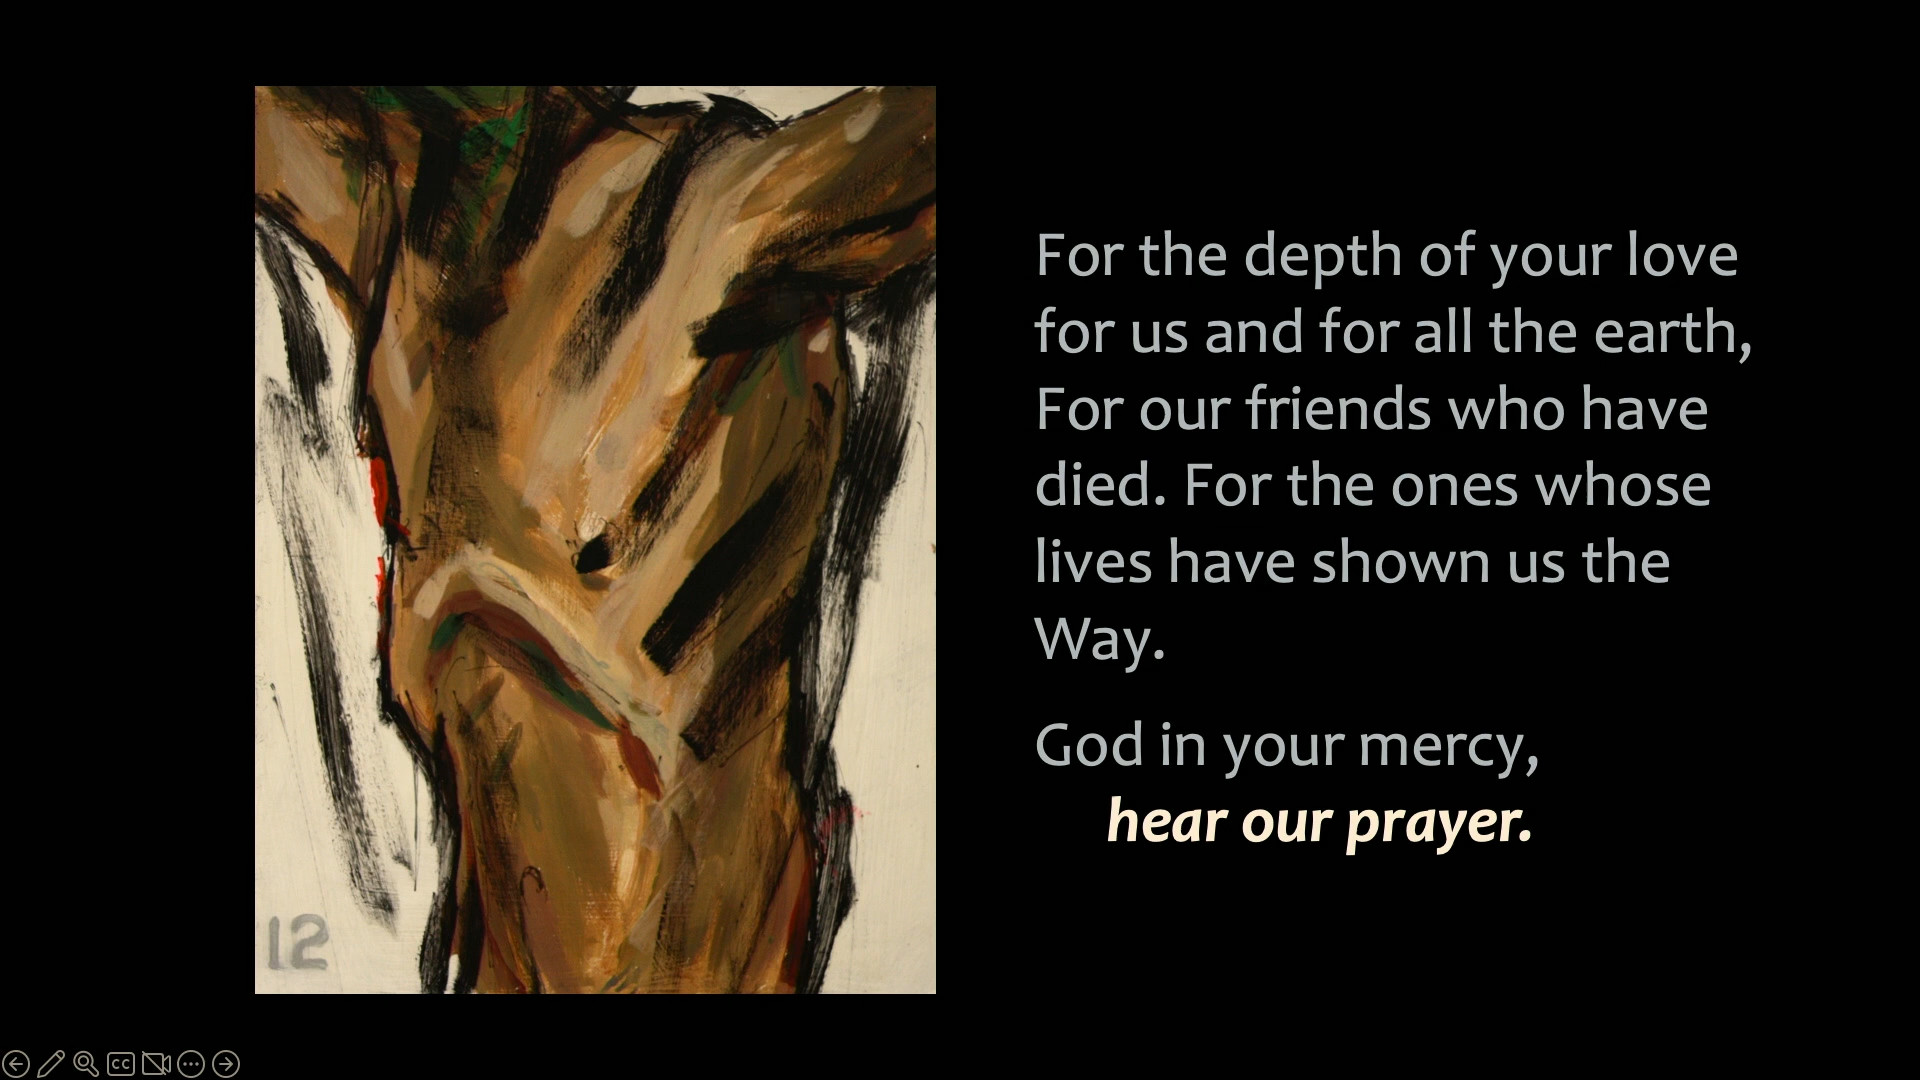 For the depth of your love
for us and for all the earth,
For our friends who have
died. For the ones whose
lives have shown us the
Way.
God in your mercy,
hear our prayer.
12
CC